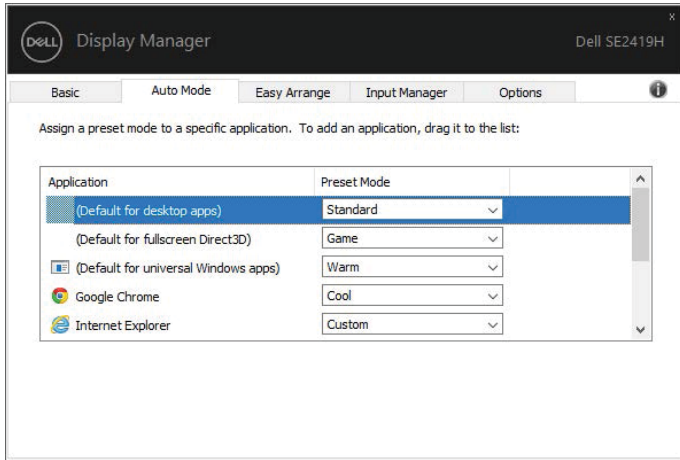 x
DELL Display Manager Dell SE2419H
Basic Auto Mode Easy Arrange Input Manager Options i
Assign a preset mode to a specific application. To add an application, drag it to the list:
Application Preset Mode
(Default for desktop apps) Standard
(Default for fullscreen Direct3D) Game
(Default for universal Windows apps) Warm
Google Chrome Cool
Internet Explorer Custom